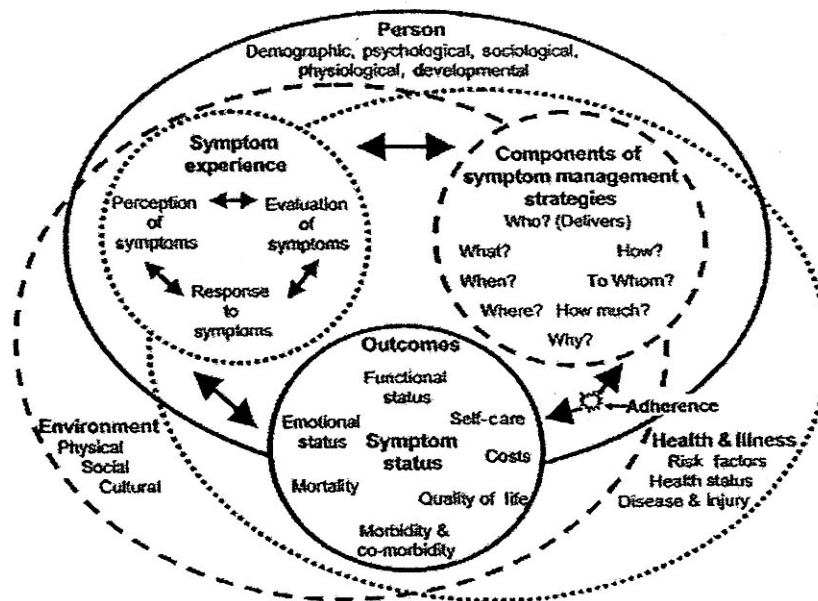 Person
Demographic, psychological, sociological,
physiological, developmental
Symptom
experience
Perception
of
symptoms
Evaluation
of
symptoms
Response
to
symptoms
Components of
symptom management
strategies
Who? (Delivers)
What?
How?
When?
To Whom?
Where?
How much?
Why?
Outcomes
Functional
status
Emotional
status
Self-care
Symptom
status
Costs
Mortality
Quality of life
Morbidity &
co-morbidity
Adherence
Environment
Physical
Social
Cultural
Health & Illness
Risk factors
Health status
Disease & Injury